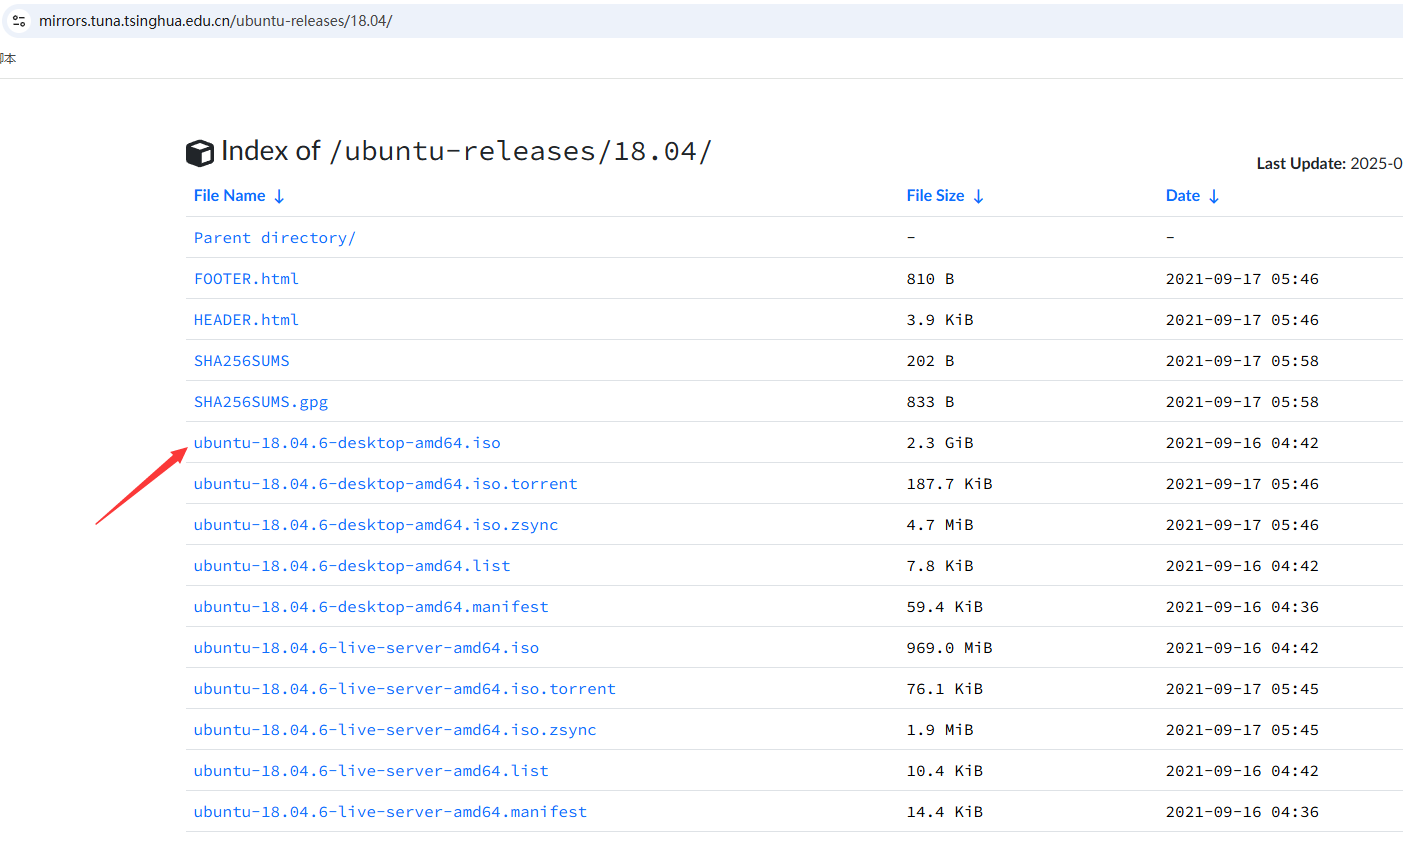 mirrors.tuna.tsinghua.edu.cn/ubuntu-releases/18.04/
本
Index of /ubuntu-releases/18.04/
Last Update: 2025-0
File Name ↓ File Size ↓ Date ↓
Parent directory/ - -
FOOTER.html 810 B 2021-09-17 05:46
HEADER.html 3.9 KiB 2021-09-17 05:46
SHA256SUMS 202 B 2021-09-17 05:58
SHA256SUMS.gpg 833 B 2021-09-17 05:58
ubuntu-18.04.6-desktop-amd64.iso 2.3 GiB 2021-09-16 04:42
ubuntu-18.04.6-desktop-amd64.iso.torrent 187.7 KiB 2021-09-17 05:46
ubuntu-18.04.6-desktop-amd64.iso.zsync 4.7 MiB 2021-09-17 05:46
ubuntu-18.04.6-desktop-amd64.list 7.8 KiB 2021-09-16 04:42
ubuntu-18.04.6-desktop-amd64.manifest 59.4 KiB 2021-09-16 04:36
ubuntu-18.04.6-live-server-amd64.iso 969.0 MiB 2021-09-16 04:42
ubuntu-18.04.6-live-server-amd64.iso.torrent 76.1 KiB 2021-09-17 05:45
ubuntu-18.04.6-live-server-amd64.iso.zsync 1.9 MiB 2021-09-17 05:45
ubuntu-18.04.6-live-server-amd64.list 10.4 KiB 2021-09-16 04:42
ubuntu-18.04.6-live-server-amd64.manifest 14.4 KiB 2021-09-16 04:36